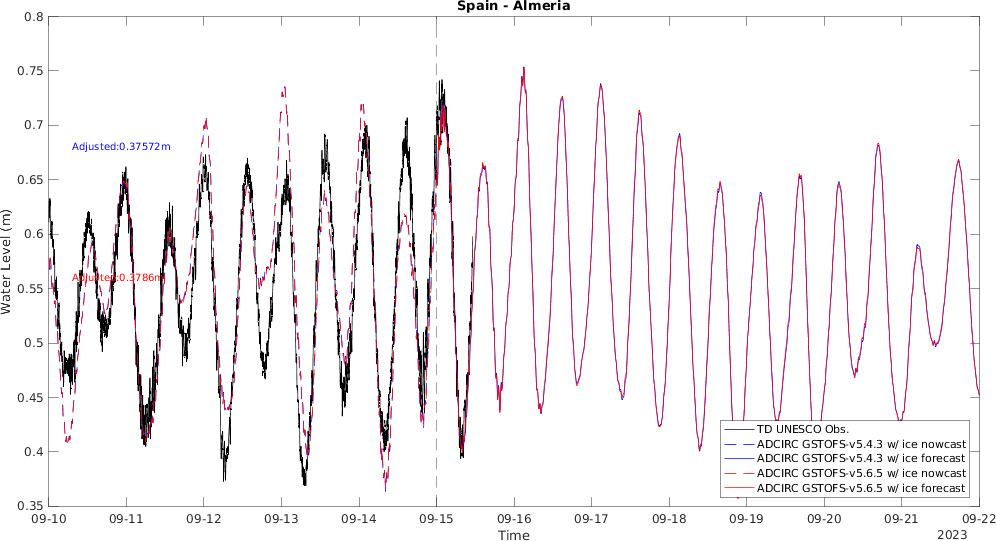 Spain - Almeria
0.8
0.75
0.7
0.65
0.6
0.55
0.5
0.45
0.4
0.35
Water Level (m)
Adjusted:0.37572m
Adjusted:0.3786m
TD UNESCO Obs.
ADCIRC GSTOFS-v5.4.3 w/ ice nowcast
ADCIRC GSTOFS-v5.4.3 w/ ice forecast
ADCIRC GSTOFS-v5.6.5 w/ ice nowcast
ADCIRC GSTOFS-v5.6.5 w/ ice forecast
09-10 09-11 09-12 09-13 09-14 09-15 09-16 09-17 09-18 09-19 09-20 09-21 09-22
Time
2023